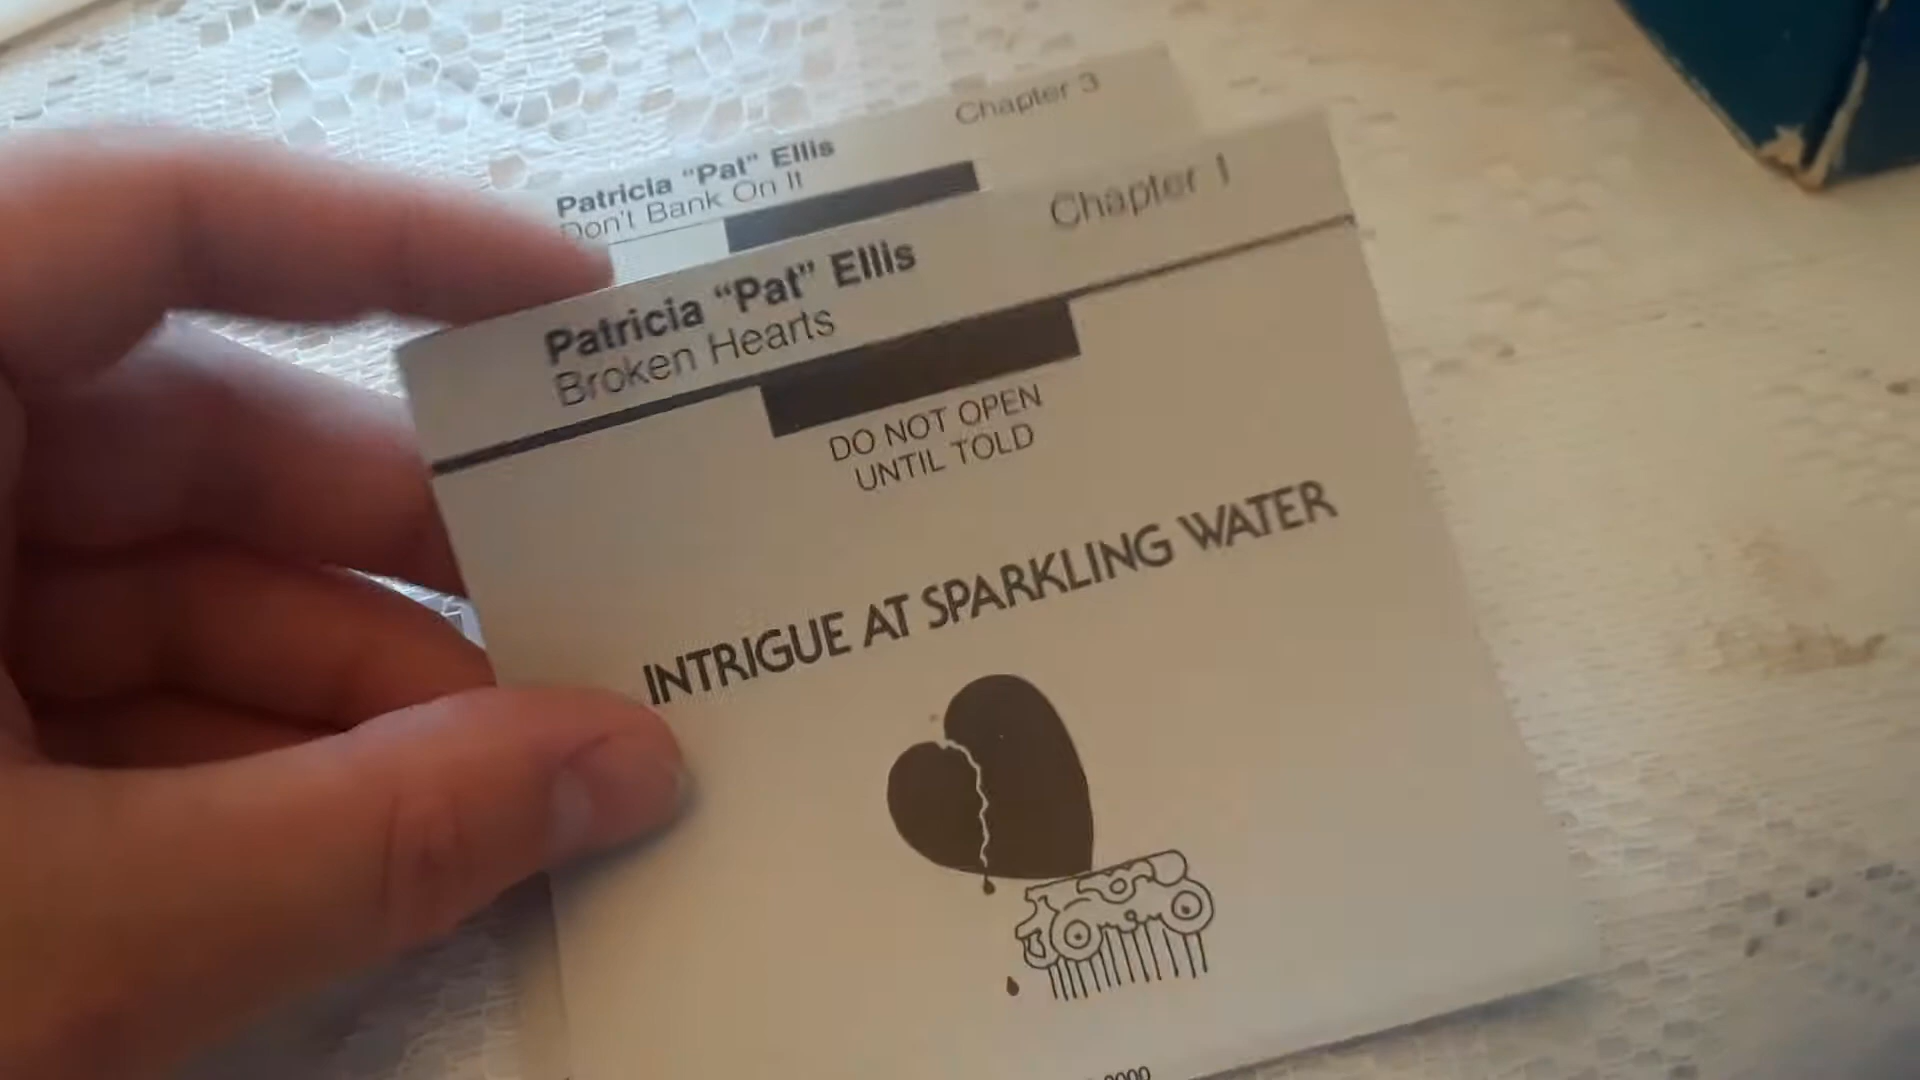 Chapter 3
Patricia "Pat" Ellis
Don't Bank On It
Chapter 1
Patricia “Pat” Ellis
Broken Hearts
DO NOT OPEN
UNTIL TOLD
INTRIGUE AT SPARKLING WATER